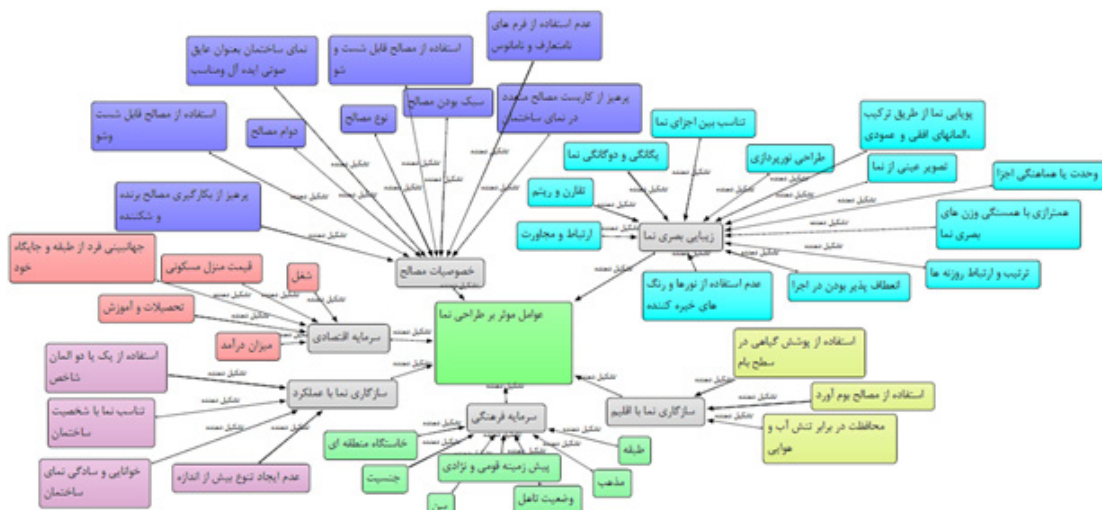 عدم استفاده از فرم های
نامتعارف و نامانوس
استفاده از مصالح قابل شست و
شو
نمای ساختمان بعنوان عایق
صوتی ایده آل ومناسب
پرهیز از کاربست مصالح متعدد
در نمای ساختمان
سبک بودن مصالح
نوع مصالح
دوام مصالح
استفاده از مصالح قابل شست
وشو
پرهیز از بکارگیری مصالح برنده
و شکننده
خصوصیات مصالح
پویایی نما از طریق ترکیب
المانهای افقی و عمودی
تناسب بین اجزای نما
یگانگی و دوگانگی نما
طراحی نورپردازی
تصویر عینی از نما
وحدت یا هماهنگی اجزا
تقارن و ریتم
همترازی یا همسنگی وزن های
بصری نما
ارتباط و مجاورت
زیبایی بصری نما
ترتیب و ارتباط روزنه ها
انعطاف پذیر بودن در اجرا
عدم استفاده از نورها و رنگ
های خیره کننده
جهانبینی فرد از طبقه و جایگاه
خود
قیمت منزل مسکونی
شغل
تحصیلات و آموزش
میزان درآمد
سرمایه اقتصادی
عوامل موثر بر طراحی نما
استفاده از یک یا دو المان
شاخص
تناسب نما با شخصیت
ساختمان
خوانایی و سادگی نمای
ساختمان
عدم ایجاد تنوع بیش از اندازه
سازگاری نما با عملکرد
سرمایه فرهنگی
خاستگاه منطقه ای
جنسیت
سن
پیش زمینه قومی و نژادی
وضعیت تاهل
مذهب
طبقه
سازگاری نما با اقلیم
استفاده از پوشش گیاهی در
سطح بام
استفاده از مصالح بوم آورد
محافظت در برابر تنش آب و
هوایی